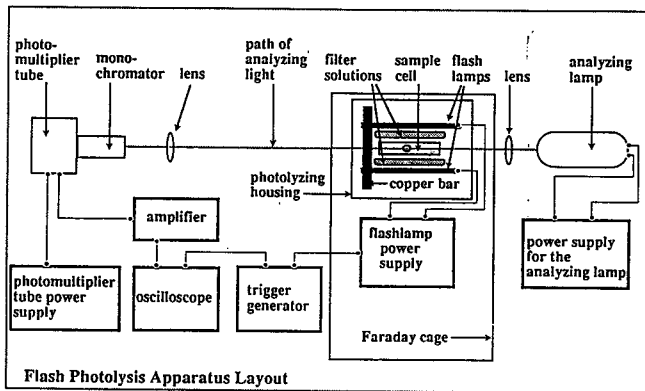 photo-
multiplier
tube
mono-
chromator
lens
path of
analyzing
light
filter
solutions
sample
cell
flash
lamps
lens
analyzing
lamp
photolyzing
housing
copper bar
amplifier
flashlamp
power
supply
power supply
for the
analyzing lamp
photomultiplier
tube power
supply
oscilloscope
trigger
generator
Faraday cage
Flash Photolysis Apparatus Layout